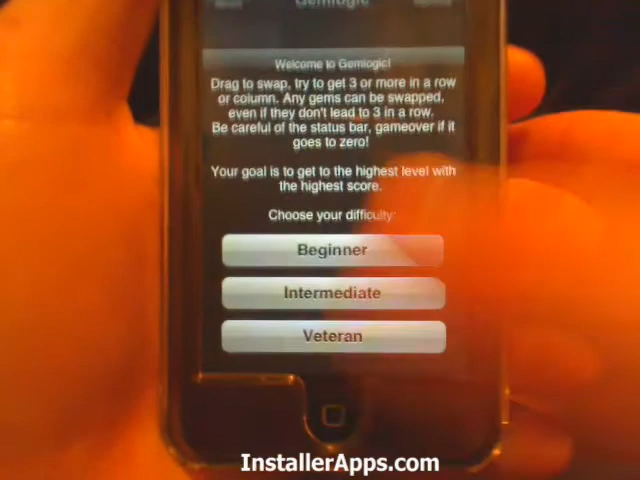 Gemlogic
Welcome to Gemlogic!
Drag to swap, try to get 3 or more in a row
or column. Any gems can be swapped,
even if they don't lead to 3 in a row.
Be careful of the status bar, gameover if it
goes to zero!
Your goal is to get to the highest level with
the highest score.
Choose your difficulty:
Beginner
Intermediate
Veteran
InstallerApps.com